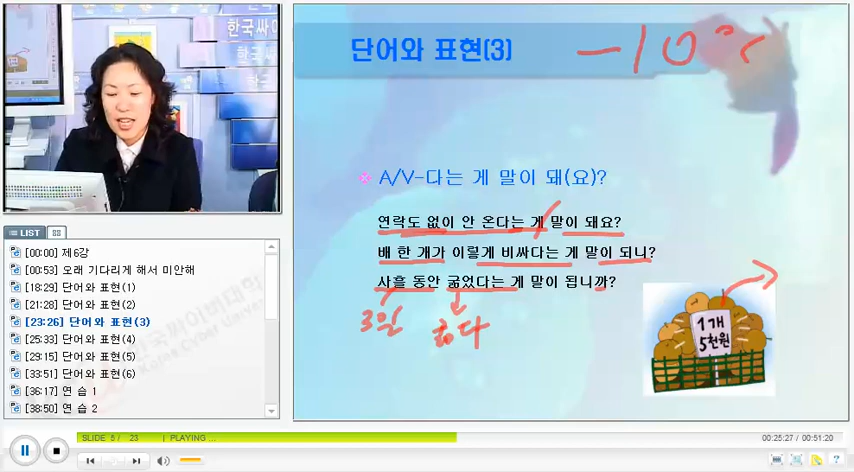 한국싸이
단어와 표현(3)
-10℃
A/V-다는 게 말이 돼(요)?
연락도 없이 안 온다는 게 말이 돼요?
배 한 개가 이렇게 비싸다는 게 말이 되니?
사흘 동안 굶었다는 게 말이 됩니까?
3일
굶다
1개
5천원
LIST
[00:00] 제6강
[00:53] 오래 기다리게 해서 미안해
[18:29] 단어와 표현(1)
[21:28] 단어와 표현(2)
[23:26] 단어와 표현(3)
[25:33] 단어와 표현(4)
[29:15] 단어와 표현(5)
[33:51] 단어와 표현(6)
[36:17] 연 습 1
[38:50] 연 습 2
SLIDE 5 / 23 | PLAYING ...
00:25:27 / 00:51:20